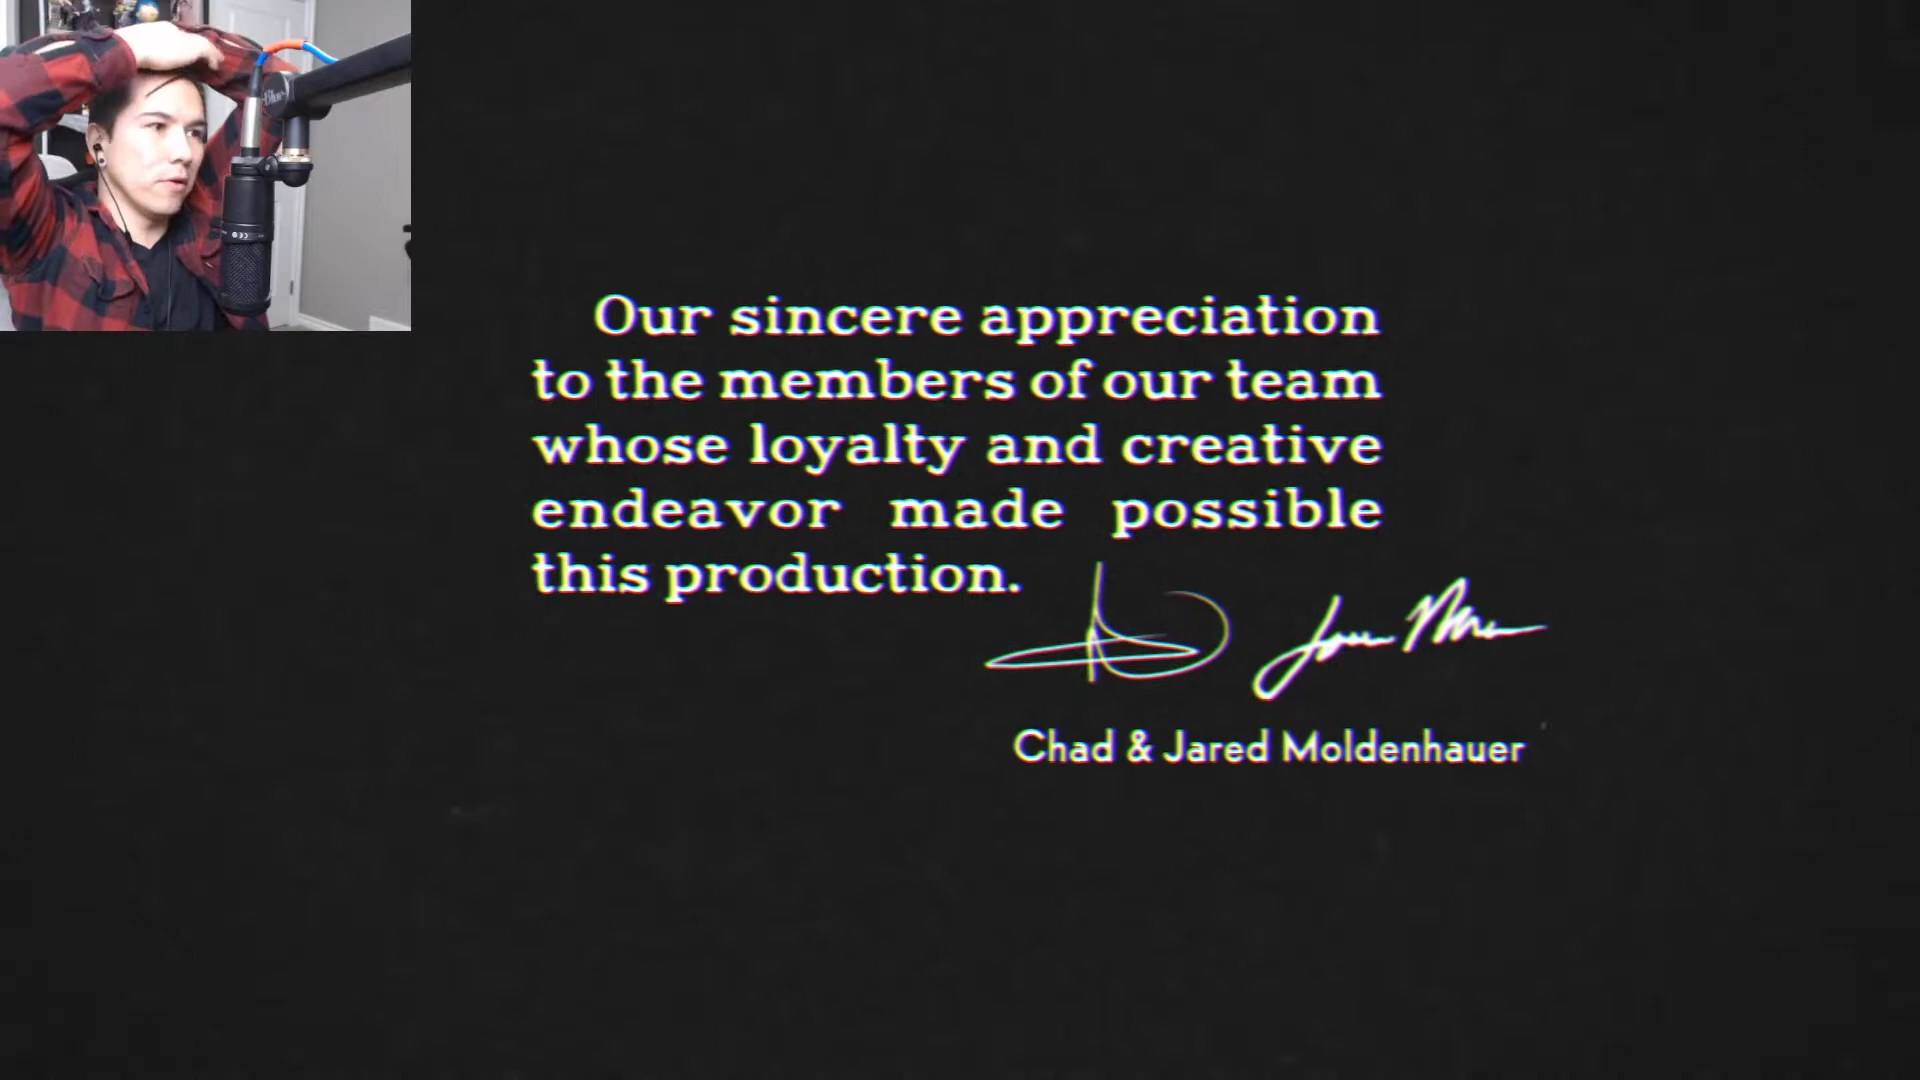 Our sincere appreciation
to the members of our team
whose loyalty and creative
endeavor made possible
this production.
Chad & Jared Moldenhauer